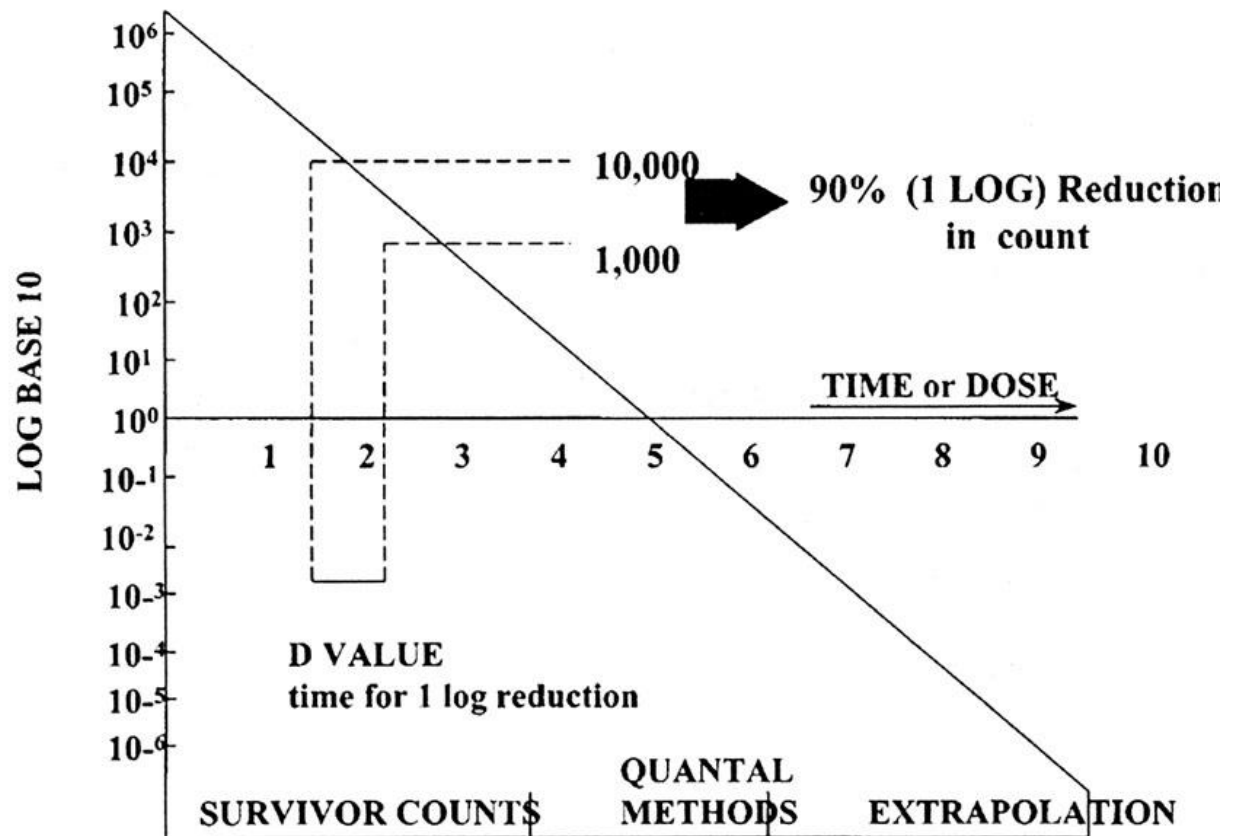 LOG BASE 10
10⁶
10⁵
10⁴
10³
10²
10¹
10⁰
10-¹
10-²
10-³
10-⁴
10-⁵
10-⁶
10,000
1,000
90% (1 LOG) Reduction
in count
TIME or DOSE
1 2 3 4 5 6 7 8 9 10
D VALUE
time for 1 log reduction
SURVIVOR COUNTS
QUANTAL
METHODS
EXTRAPOLATION